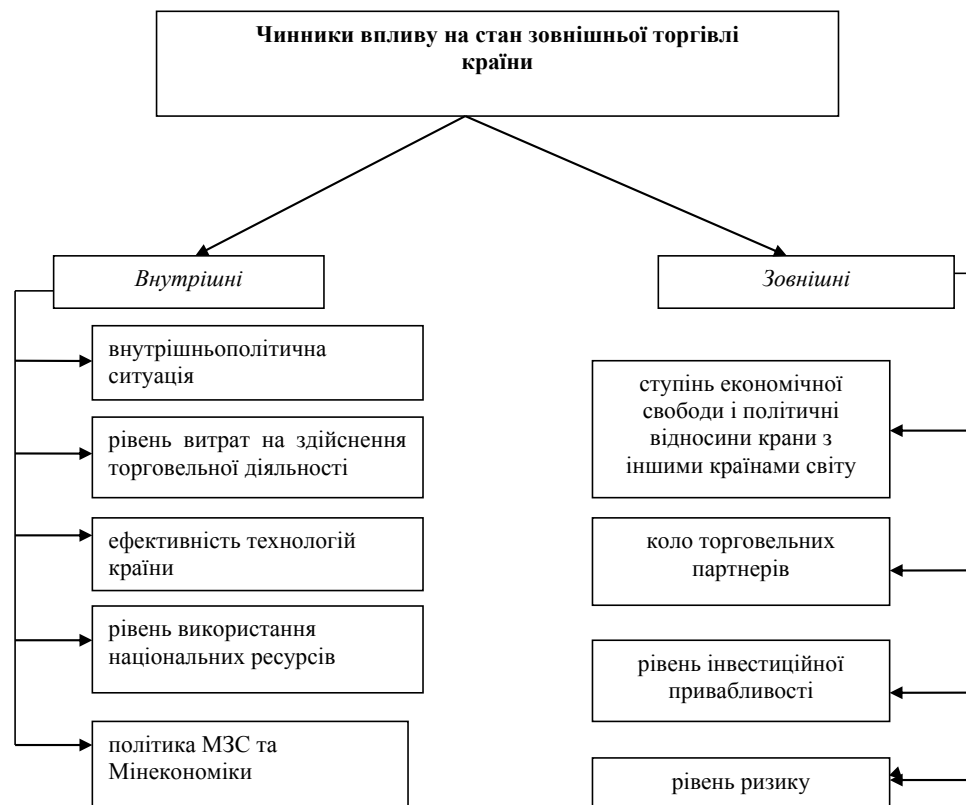 Чинники впливу на стан зовнішньої торгівлі
країни
Внутрішні
внутрішньополітична
ситуація
рівень витрат на здійснення
торговельної діяльності
ефективність технологій
країни
рівень використання
національних ресурсів
політика МЗС та
Мінекономіки
Зовнішні
ступінь економічної
свободи і політичні
відносини крани з
іншими країнами світу
коло торговельних
партнерів
рівень інвестиційної
привабливості
рівень ризику